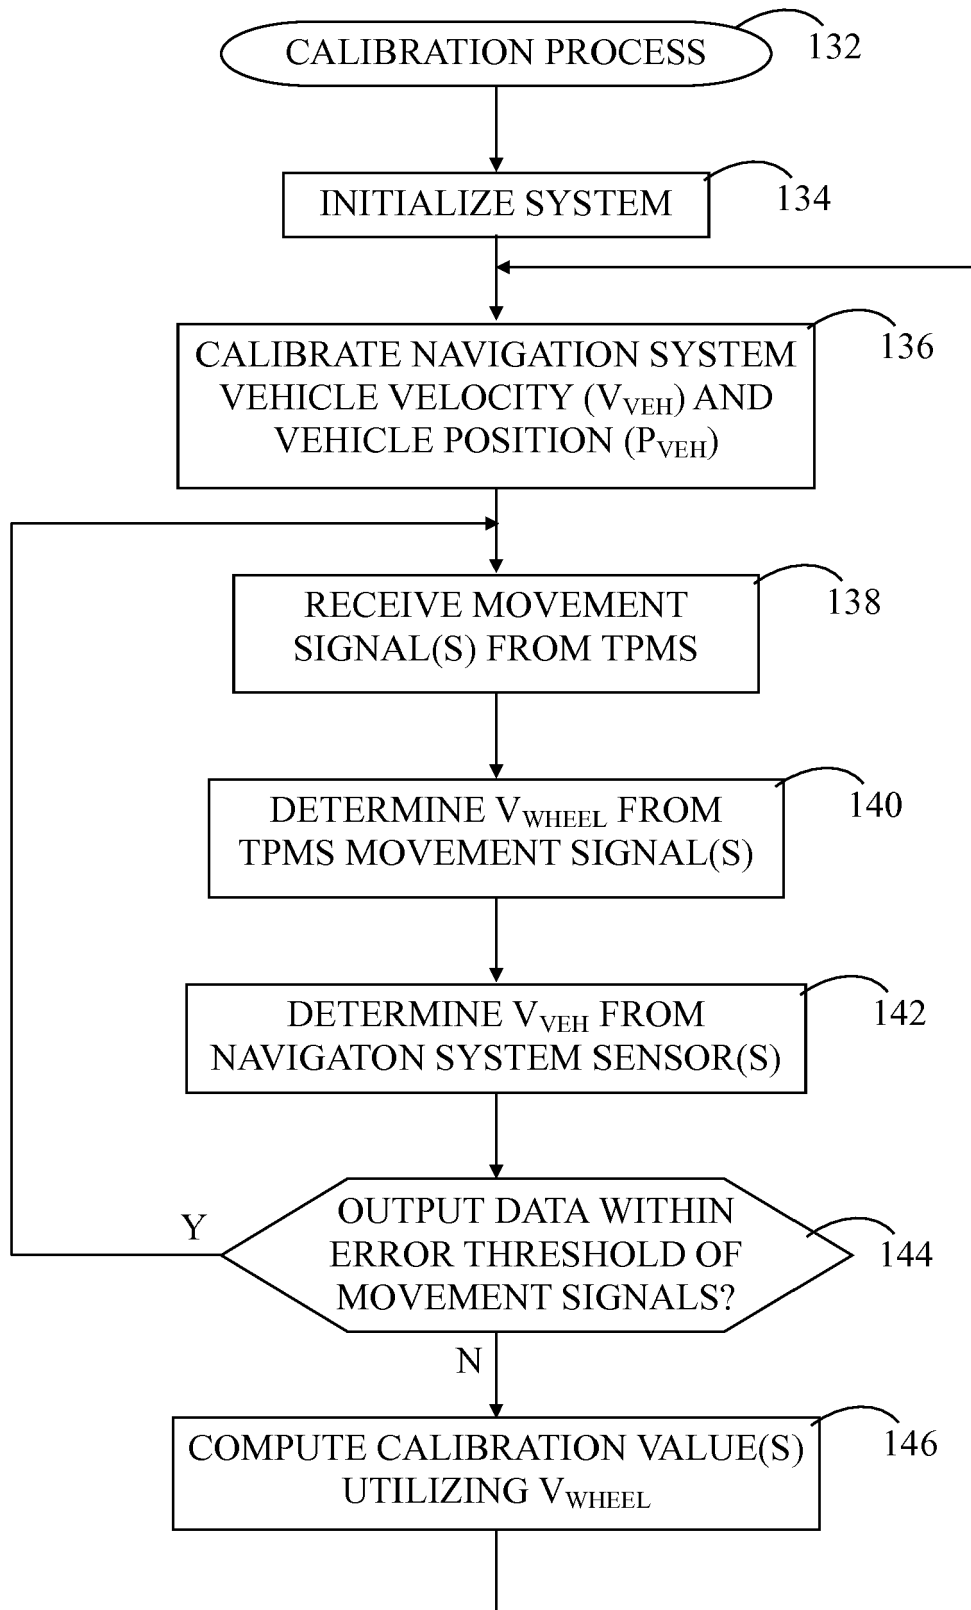 CALIBRATION PROCESS
132
INITIALIZE SYSTEM
134
CALIBRATE NAVIGATION SYSTEM
VEHICLE VELOCITY (VVEH) AND
VEHICLE POSITION (PVEH)
136
RECEIVE MOVEMENT
SIGNAL(S) FROM TPMS
138
DETERMINE VWHEEL FROM
TPMS MOVEMENT SIGNAL(S)
140
DETERMINE VVEH FROM
NAVIGATON SYSTEM SENSOR(S)
142
Y
OUTPUT DATA WITHIN
ERROR THRESHOLD OF
MOVEMENT SIGNALS?
144
N
COMPUTE CALIBRATION VALUE(S)
UTILIZING VWHEEL
146